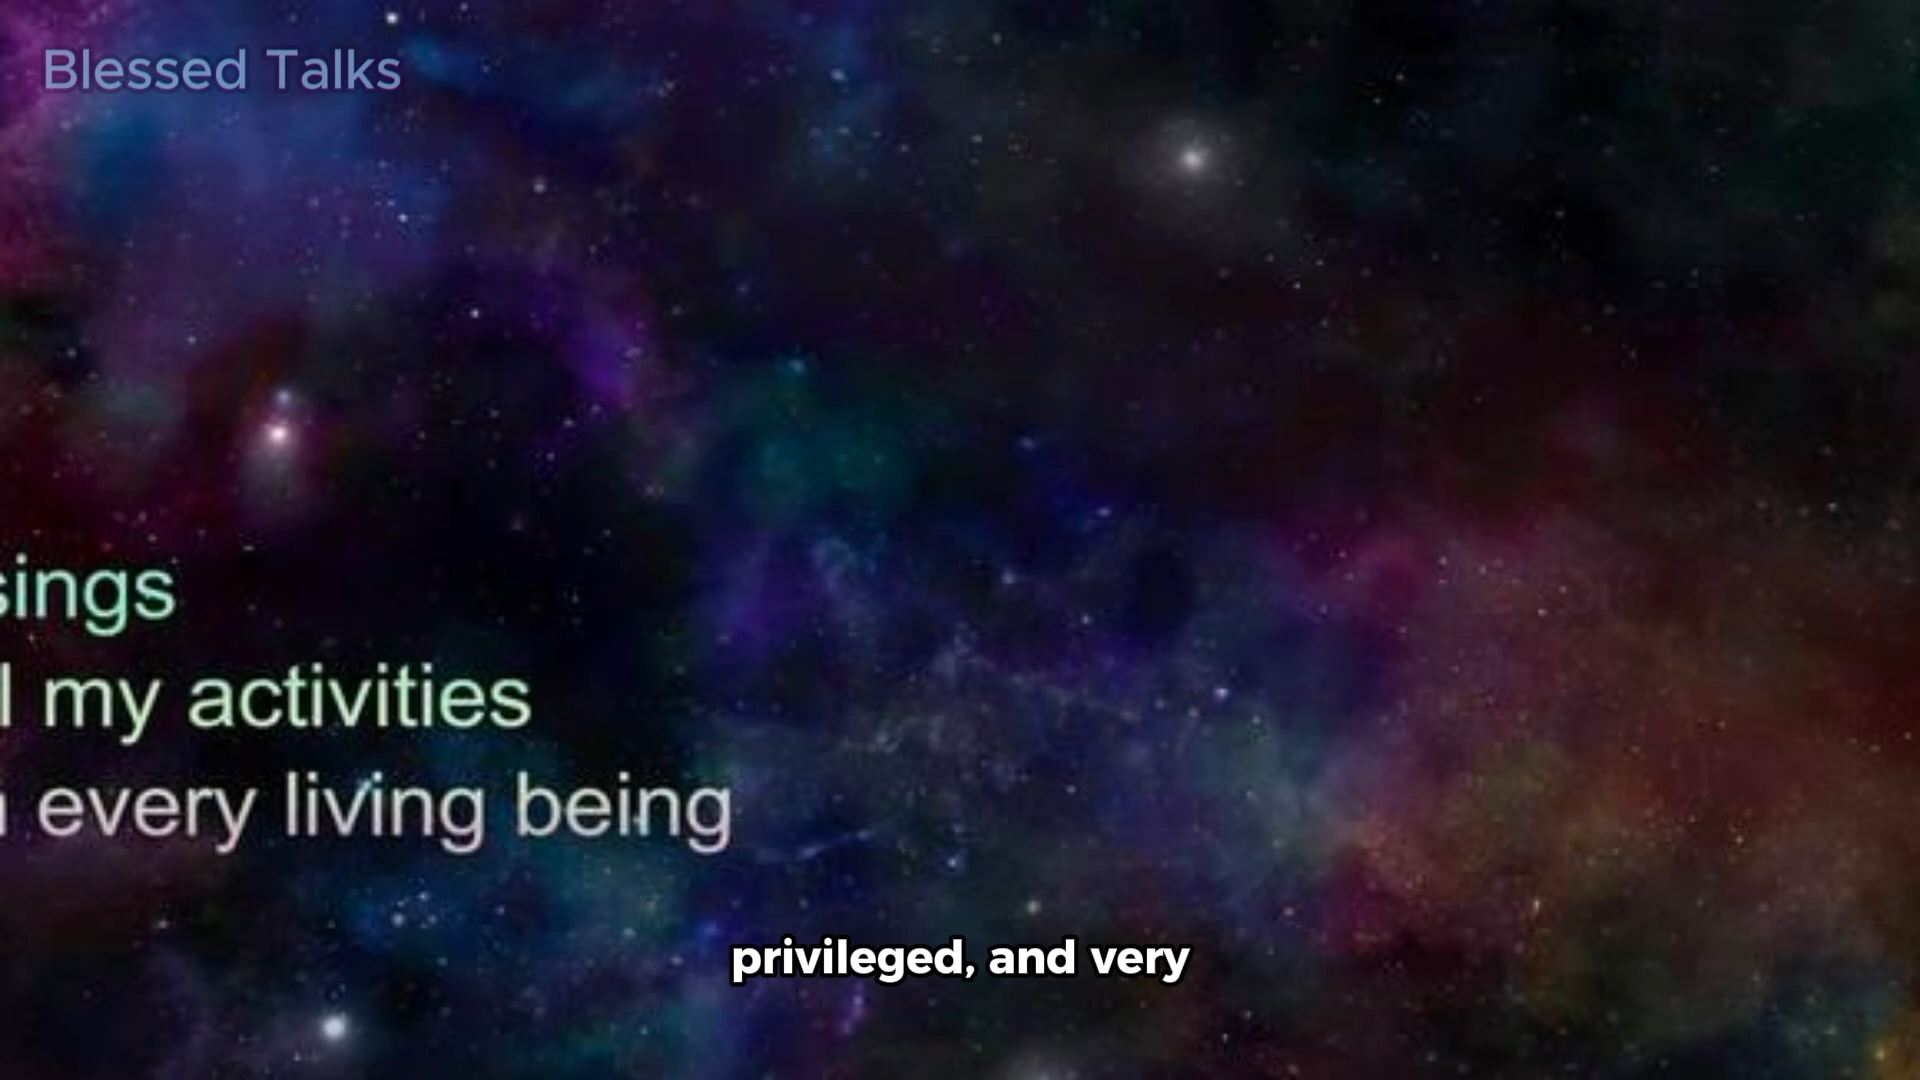 Blessed Talks
sings
my activities
every living being
privileged, and very